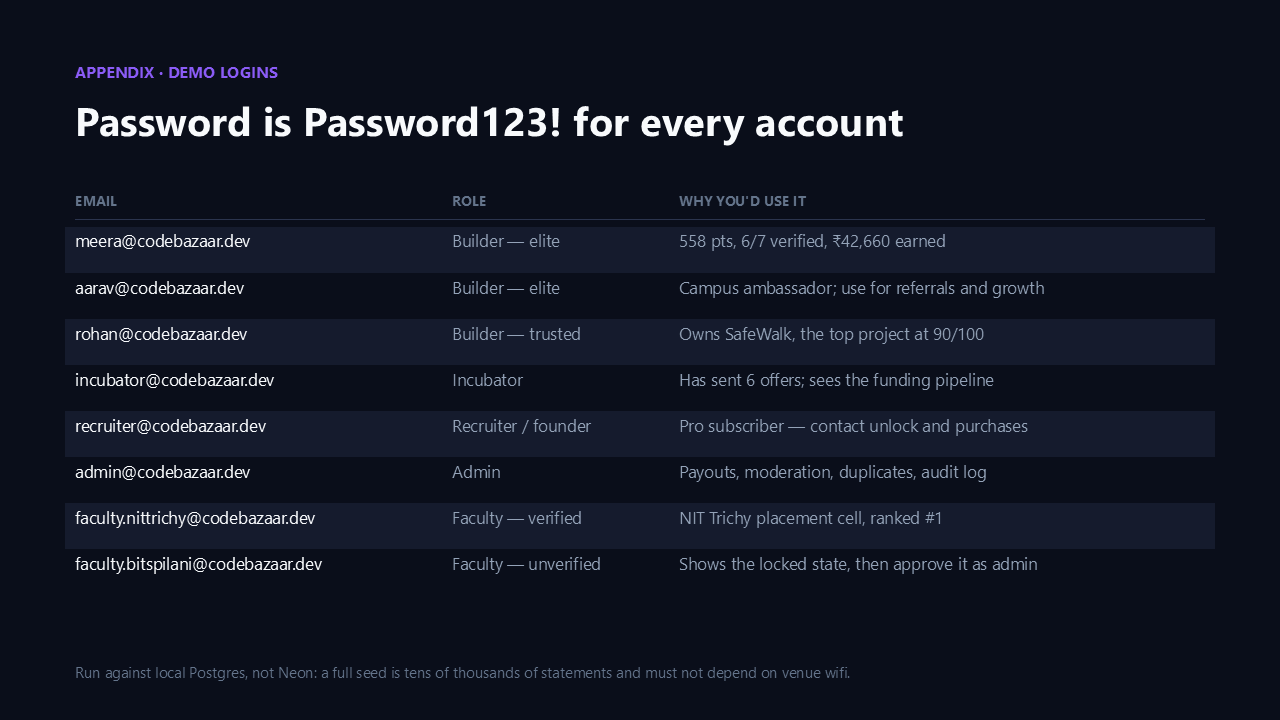 APPENDIX · DEMO LOGINS
Password is Password123! for every account
EMAIL ROLE WHY YOU'D USE IT
meera@codebazaar.dev Builder — elite 558 pts, 6/7 verified, ₹42,660 earned
aarav@codebazaar.dev Builder — elite Campus ambassador; use for referrals and growth
rohan@codebazaar.dev Builder — trusted Owns SafeWalk, the top project at 90/100
incubator@codebazaar.dev Incubator Has sent 6 offers; sees the funding pipeline
recruiter@codebazaar.dev Recruiter / founder Pro subscriber — contact unlock and purchases
admin@codebazaar.dev Admin Payouts, moderation, duplicates, audit log
faculty.nittrichy@codebazaar.dev Faculty — verified NIT Trichy placement cell, ranked #1
faculty.bitspilani@codebazaar.dev Faculty — unverified Shows the locked state, then approve it as admin
Run against local Postgres, not Neon: a full seed is tens of thousands of statements and must not depend on venue wifi.